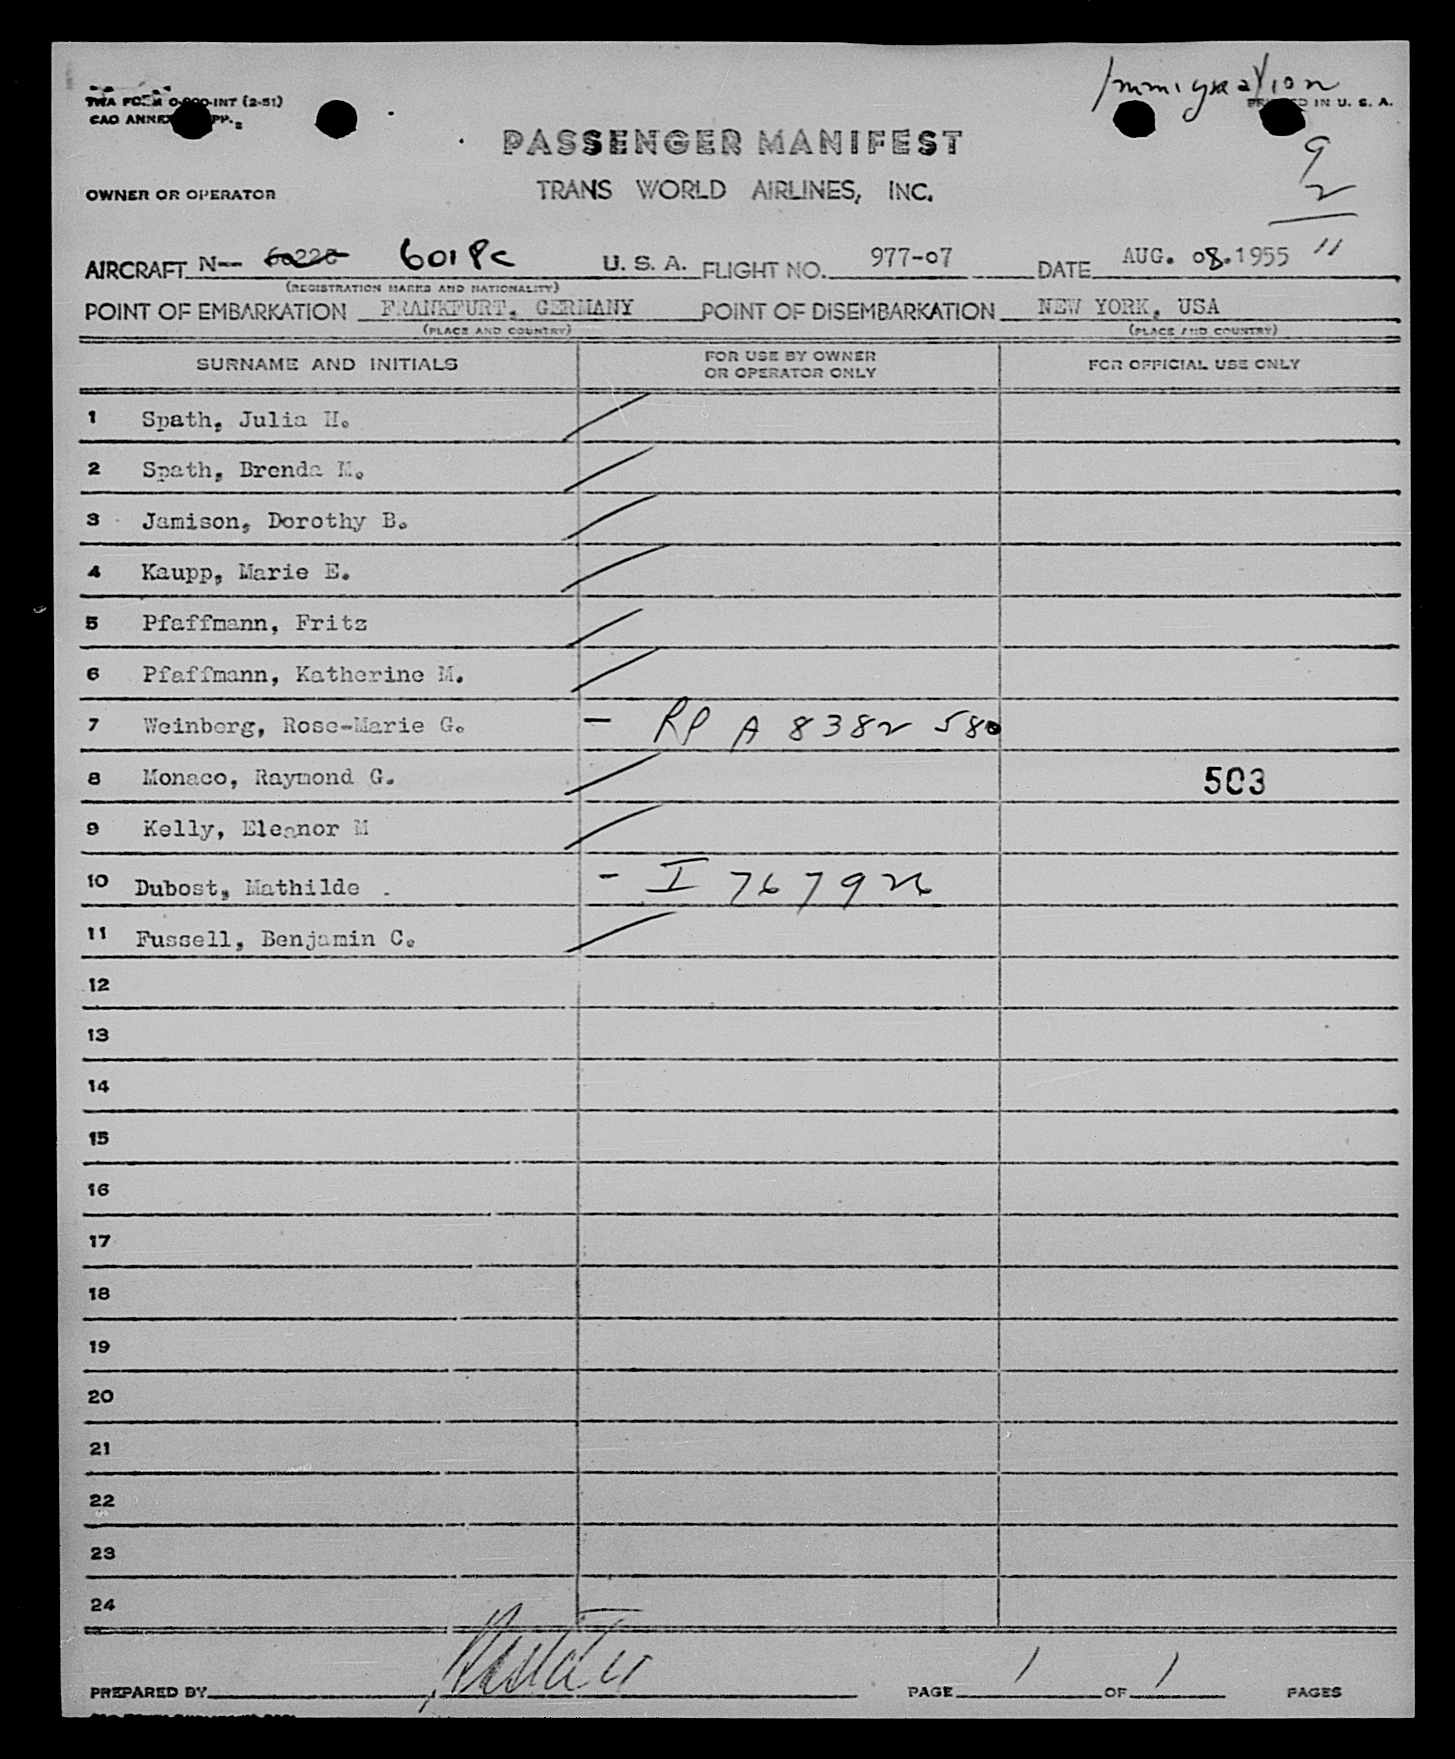 Immigration
TWA FORM O-000-INT (2-51)
PRINTED IN U. S. A.
CAO ANNEX
PASSENGER MANIFEST
9
2
11
OWNER OR OPERATOR
TRANS WORLD AIRLINES, INC.
AIRCRAFT N-- 6022C 6018C U. S. A. FLIGHT NO. 977-07 DATE AUG. 08.1955
(REGISTRATION MARKS AND NATIONALITY)
POINT OF EMBARKATION FRANKFURT, GERMANY POINT OF DISEMBARKATION NEW YORK, USA
(PLACE AND COUNTRY) (PLACE AND COUNTRY)
SURNAME AND INITIALS FOR USE BY OWNER OR OPERATOR ONLY FOR OFFICIAL USE ONLY
1 Spath, Julia H.
2 Spath, Brenda M.
3 Jamison, Dorothy B.
4 Kaupp, Marie E.
5 Pfaffmann, Fritz
6 Pfaffmann, Katherine M.
7 Weinberg, Rose-Marie G. - RP A 8382 580
8 Monaco, Raymond G. 503
9 Kelly, Eleanor M
10 Dubost, Mathilde . - I 767926
11 Fussell, Benjamin C.
12
13
14
15
16
17
18
19
20
21
22
23
24
PREPARED BY PAGE 1 OF 1 PAGES